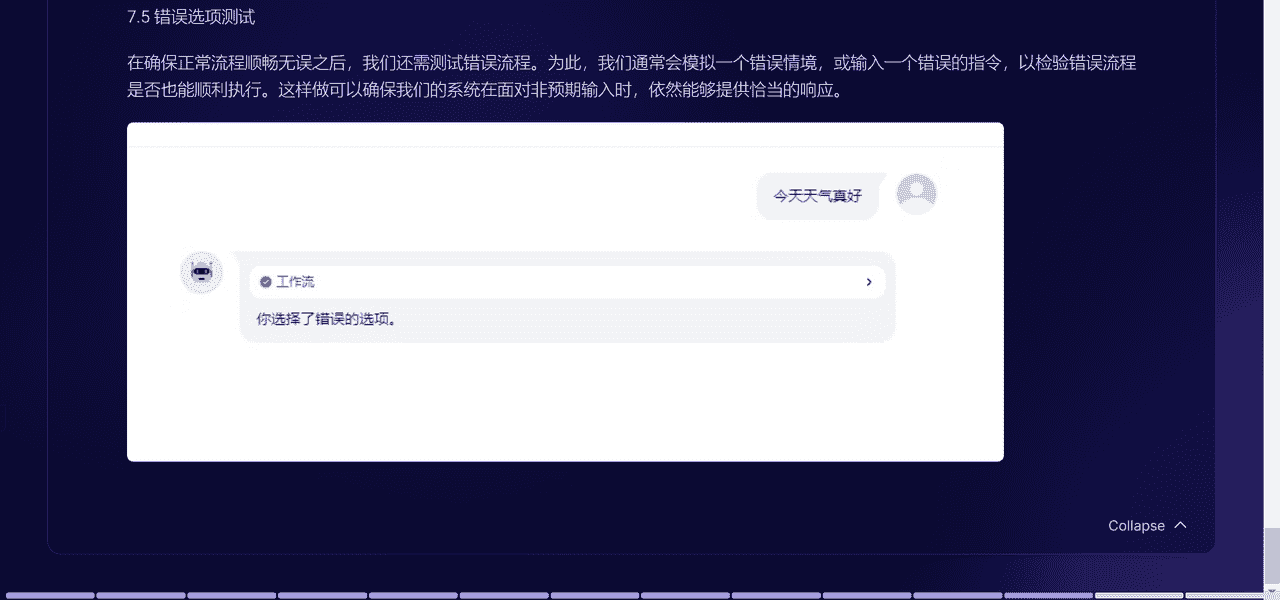 7.5 错误选项测试
在确保正常流程顺畅无误之后，我们还需测试错误流程。为此，我们通常会模拟一个错误情境，或输入一个错误的指令，以检验错误流程
是否也能顺利执行。这样做可以确保我们的系统在面对非预期输入时，依然能够提供恰当的响应。
今天天气真好
工作流
你选择了错误的选项。
Collapse